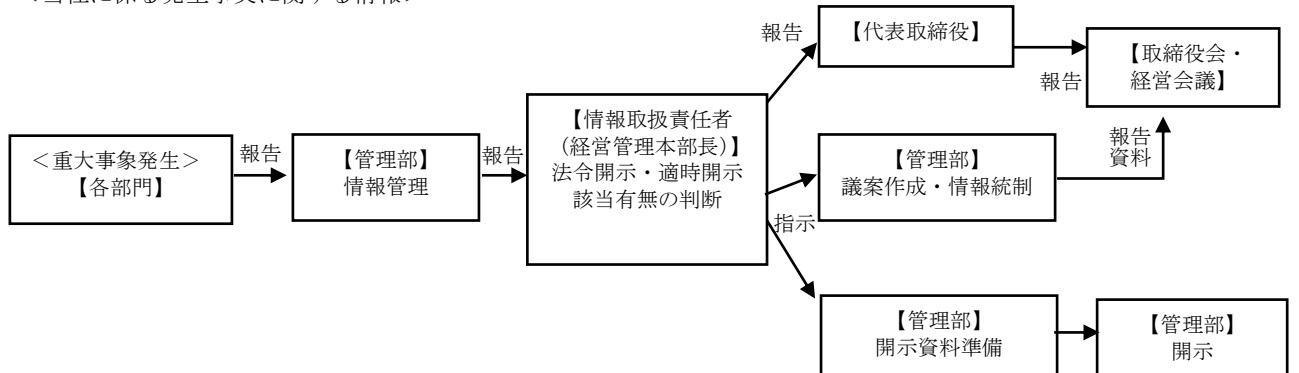 ＜当社に係る発生事実に関する情報＞
報告
【代表取締役】
報告
【取締役会・
経営会議】
＜重大事象発生＞
【各部門】
報告
【管理部】
情報管理
報告
【情報取扱責任者
（経営管理本部長）】
法令開示・適時開示
該当有無の判断
【管理部】
議案作成・情報統制
報告
資料
指示
【管理部】
開示資料準備
【管理部】
開示